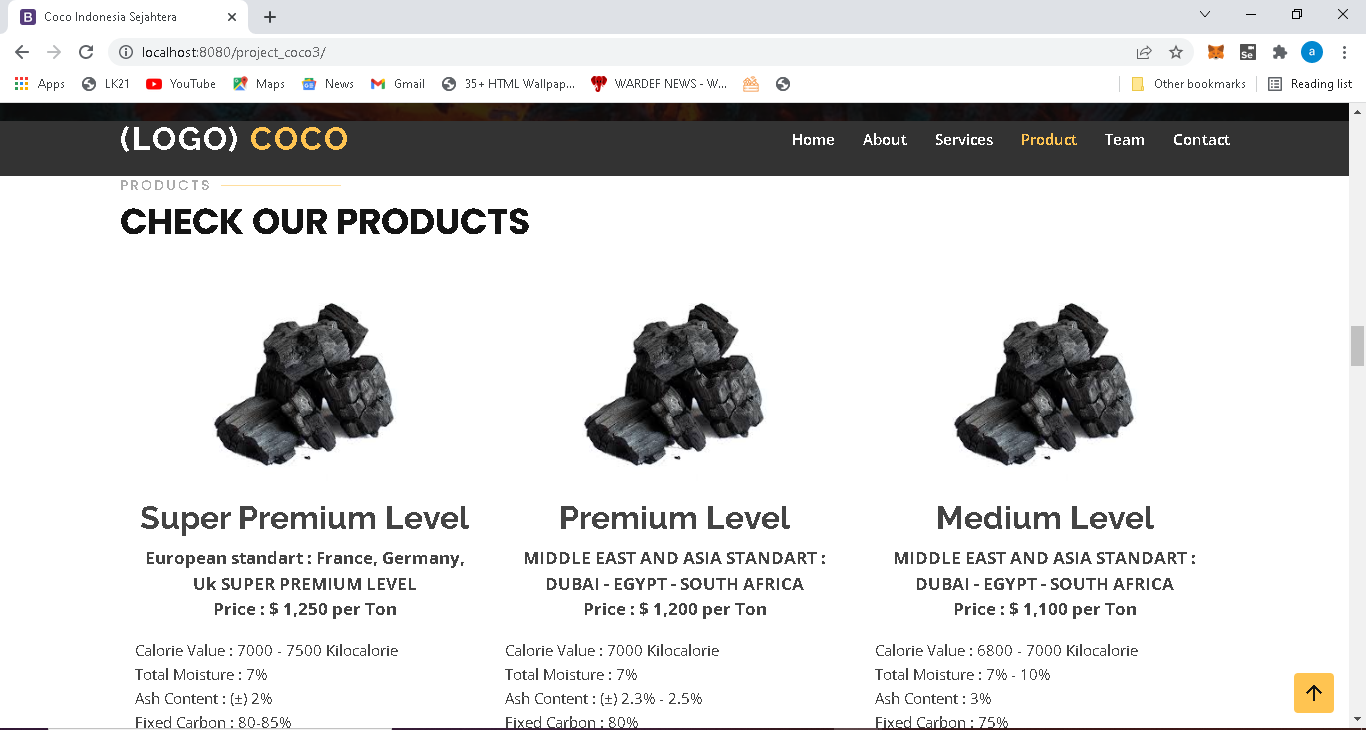 Coco Indonesia Sejahtera
localhost:8080/project_coco3/
a
Apps LK21 YouTube Maps News Gmail 35+ HTML Wallpap... WARDEF NEWS - W... Other bookmarks Reading list
(LOGO) COCO Home About Services Product Team Contact
PRODUCTS
CHECK OUR PRODUCTS
Super Premium Level
European standart : France, Germany,
Uk SUPER PREMIUM LEVEL
Price : $ 1,250 per Ton
Calorie Value : 7000 - 7500 Kilocalorie
Total Moisture : 7%
Ash Content : (±) 2%
Fixed Carbon : 80-85%
Premium Level
MIDDLE EAST AND ASIA STANDART :
DUBAI - EGYPT - SOUTH AFRICA
Price : $ 1,200 per Ton
Calorie Value : 7000 Kilocalorie
Total Moisture : 7%
Ash Content : (±) 2.3% - 2.5%
Fixed Carbon : 80%
Medium Level
MIDDLE EAST AND ASIA STANDART :
DUBAI - EGYPT - SOUTH AFRICA
Price : $ 1,100 per Ton
Calorie Value : 6800 - 7000 Kilocalorie
Total Moisture : 7% - 10%
Ash Content : 3%
Fixed Carbon : 75%